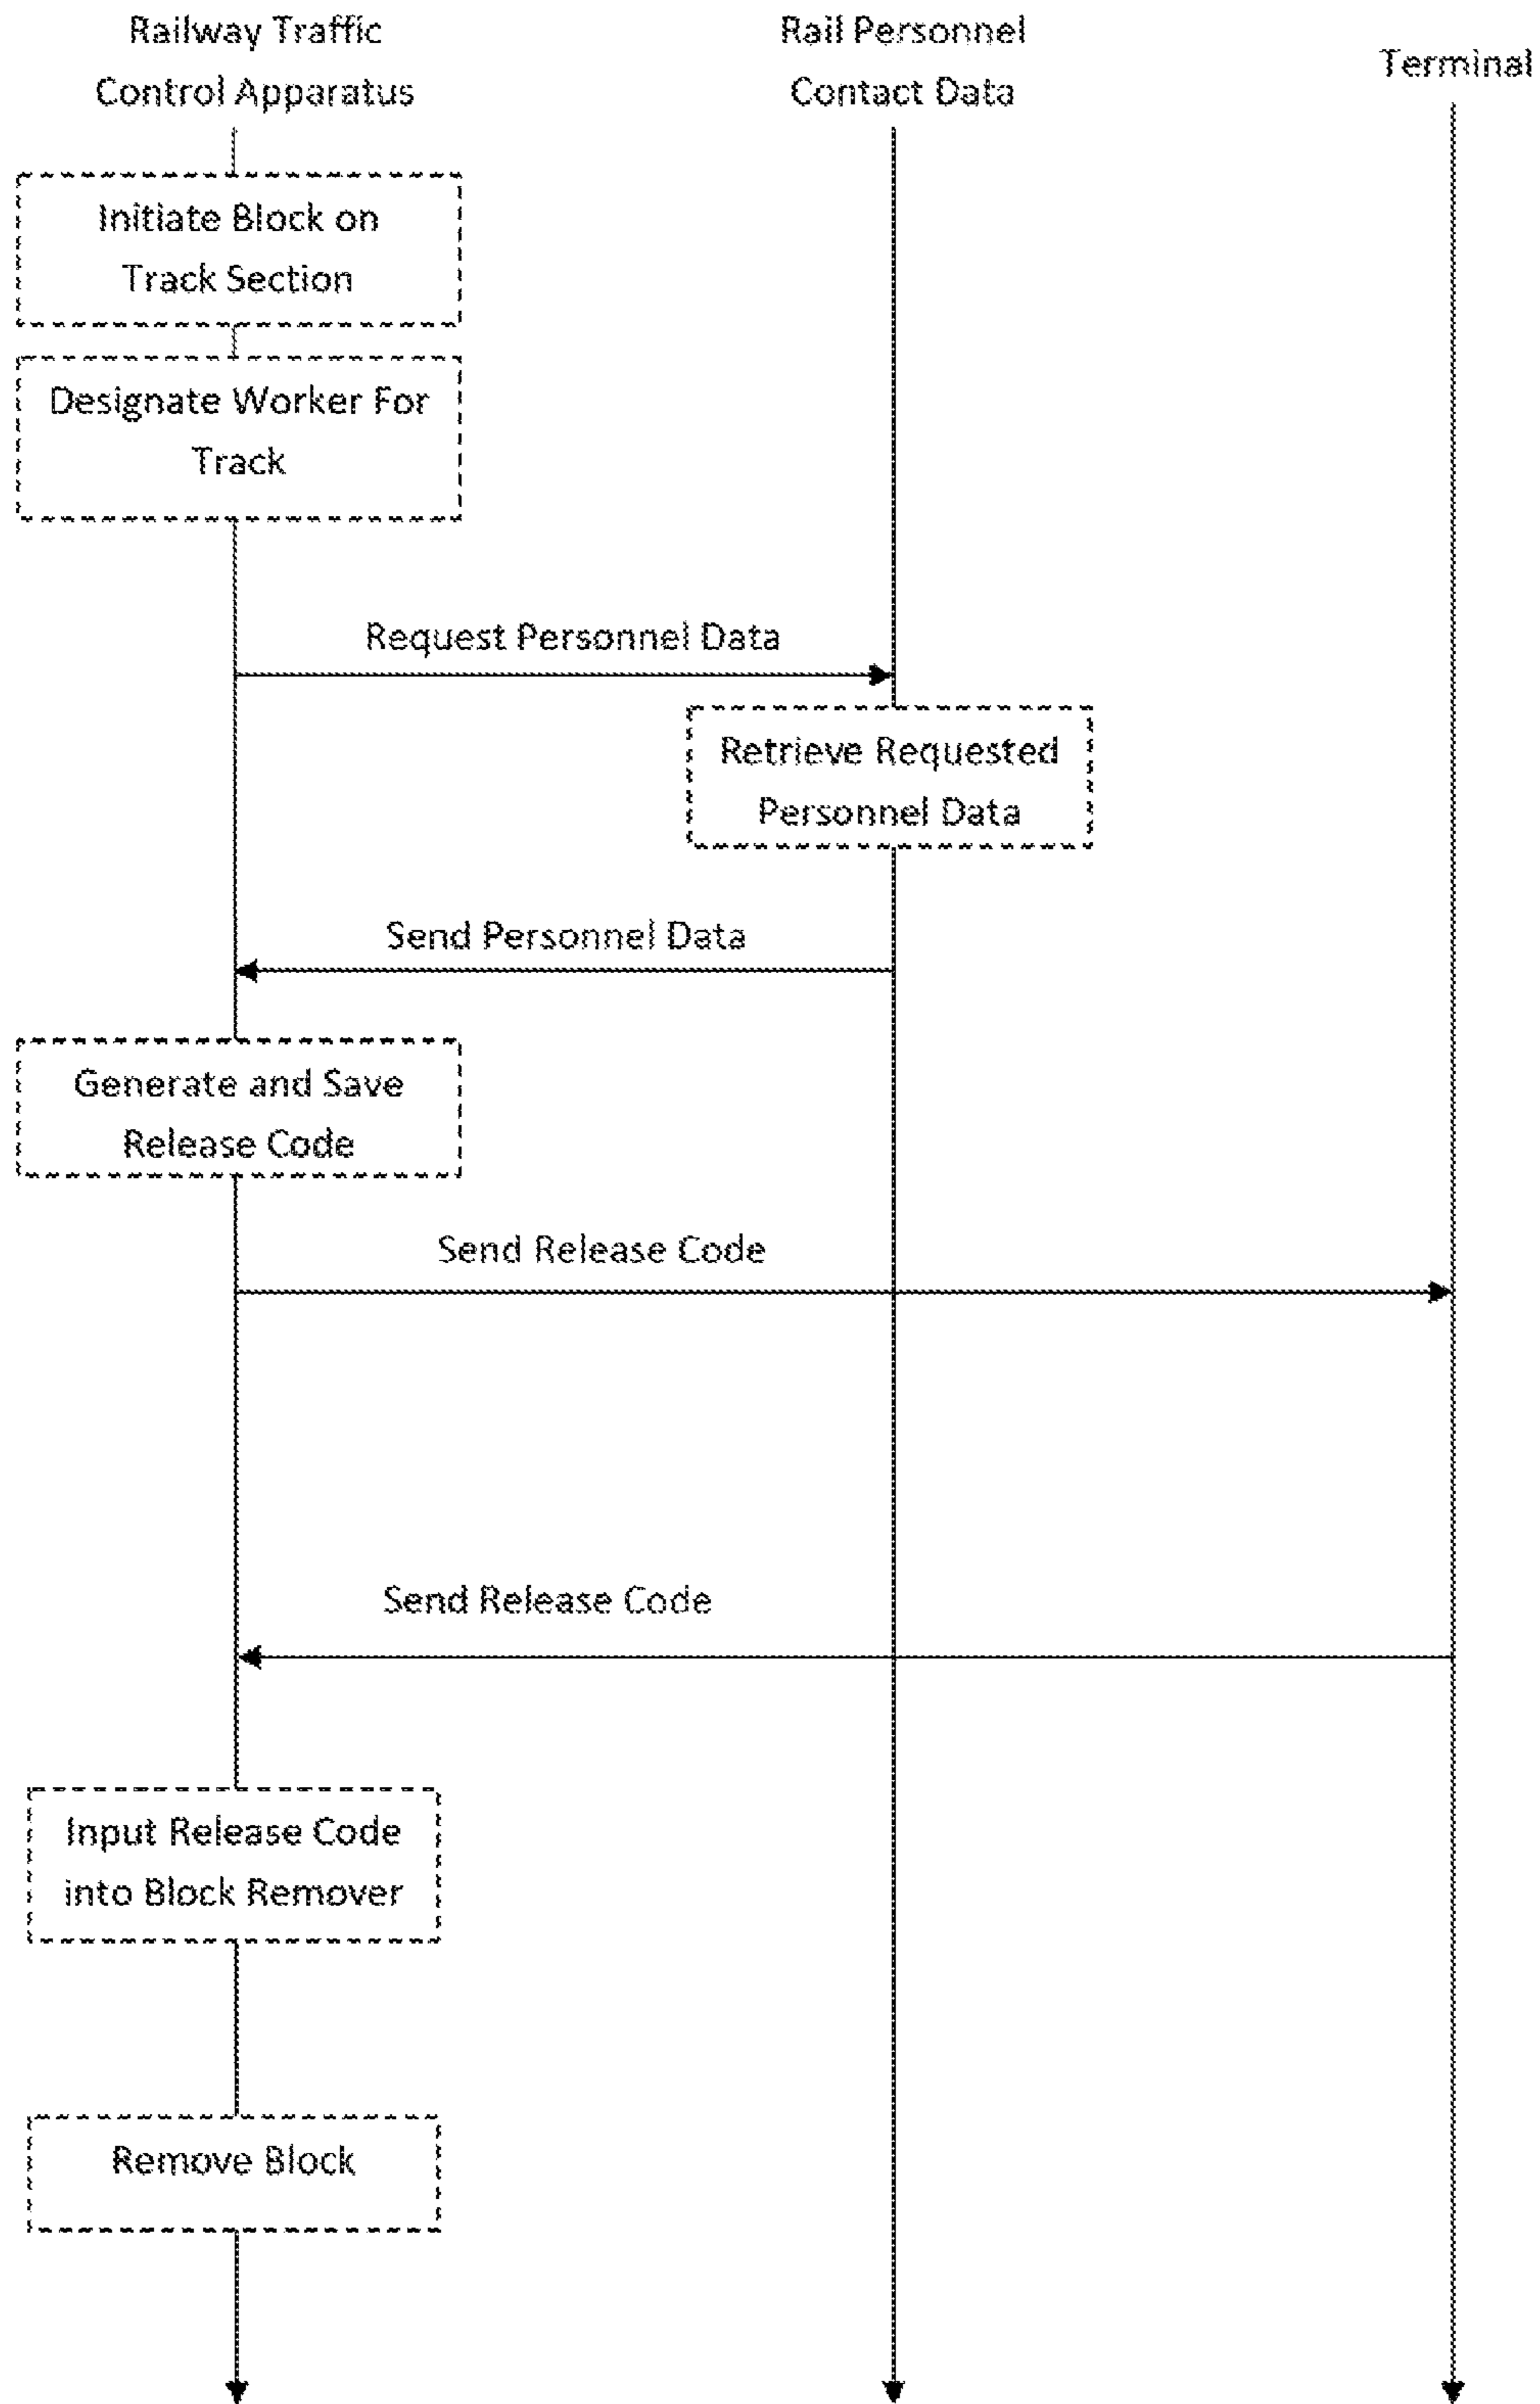 Railway Traffic
Control Apparatus
Rail Personnel
Contact Data
Terminal
Initiate Block on
Track Section
Designate Worker For
Track
Request Personnel Data
Retrieve Requested
Personnel Data
Send Personnel Data
Generate and Save
Release Code
Send Release Code
Send Release Code
Input Release Code
into Block Remover
Remove Block